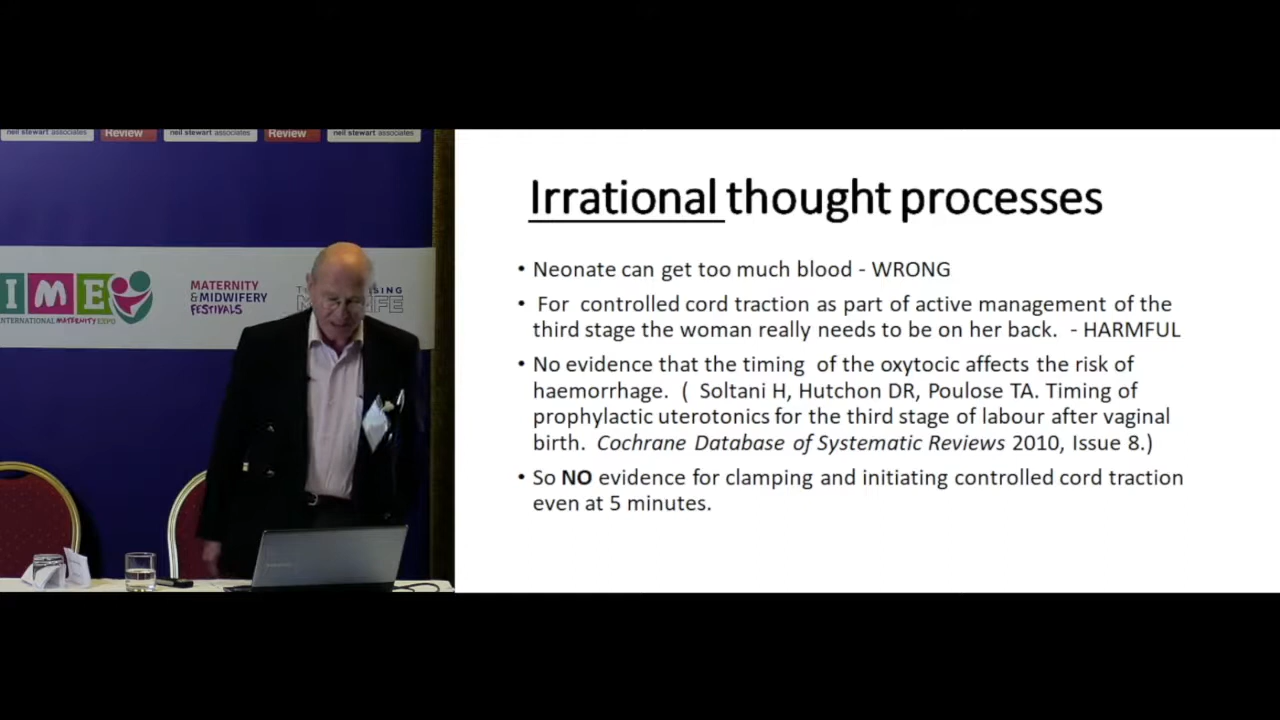 neil stewart associates Review neil stewart associates Review neil stewart associates
IME
INTERNATIONAL MATERNITY EXPO
MATERNITY
& MIDWIFERY
FESTIVALS
Irrational thought processes
• Neonate can get too much blood - WRONG
• For controlled cord traction as part of active management of the
third stage the woman really needs to be on her back. - HARMFUL
• No evidence that the timing of the oxytocic affects the risk of
haemorrhage. ( Soltani H, Hutchon DR, Poulose TA. Timing of
prophylactic uterotonics for the third stage of labour after vaginal
birth. Cochrane Database of Systematic Reviews 2010, Issue 8.)
• So NO evidence for clamping and initiating controlled cord traction
even at 5 minutes.